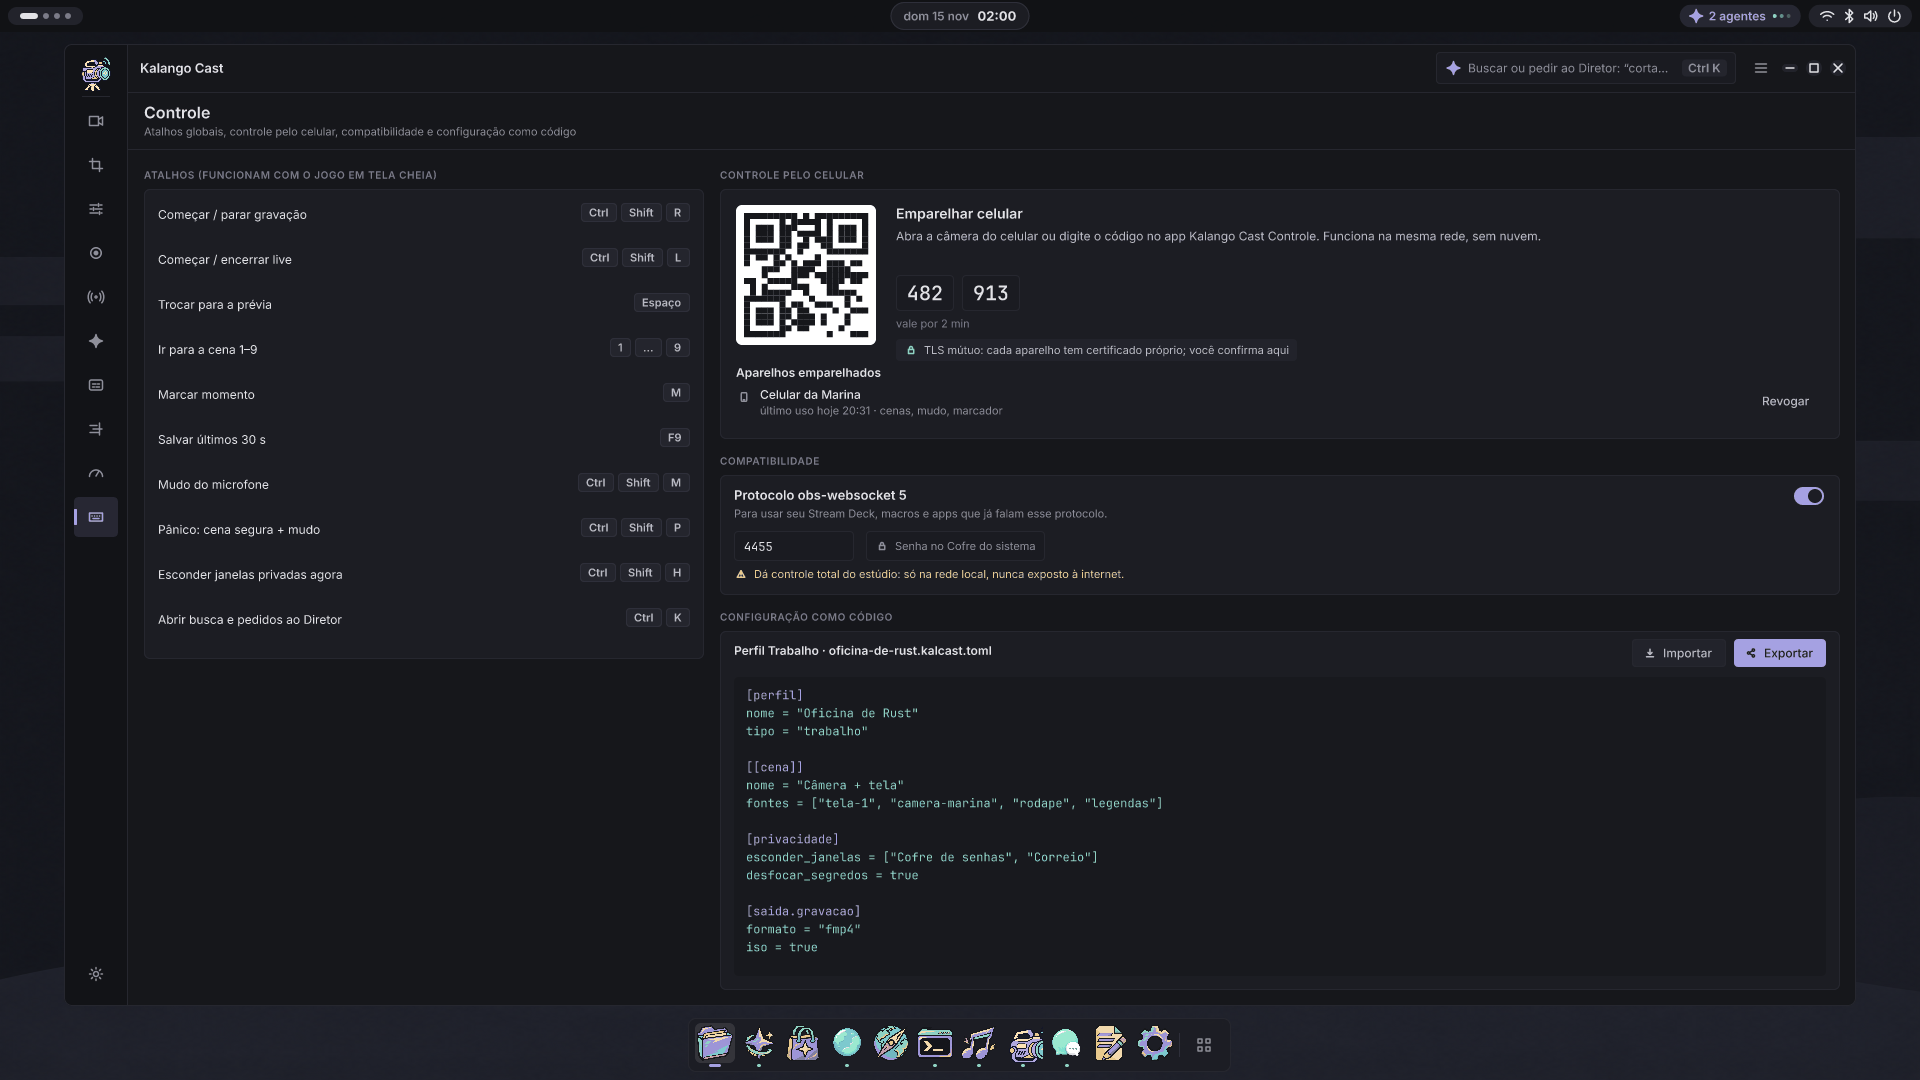 dom 15 nov 02:00
2 agentes
Kalango Cast
Buscar ou pedir ao Diretor: “corta...
Ctrl K
Controle
Atalhos globais, controle pelo celular, compatibilidade e configuração como código
ATALHOS (FUNCIONAM COM O JOGO EM TELA CHEIA)
Começar / parar gravação Ctrl Shift R
Começar / encerrar live Ctrl Shift L
Trocar para a prévia Espaço
Ir para a cena 1–9 1 ... 9
Marcar momento M
Salvar últimos 30 s F9
Mudo do microfone Ctrl Shift M
Pânico: cena segura + mudo Ctrl Shift P
Esconder janelas privadas agora Ctrl Shift H
Abrir busca e pedidos ao Diretor Ctrl K
CONTROLE PELO CELULAR
Emparelhar celular
Abra a câmera do celular ou digite o código no app Kalango Cast Controle. Funciona na mesma rede, sem nuvem.
482 913
vale por 2 min
TLS mútuo: cada aparelho tem certificado próprio; você confirma aqui
Aparelhos emparelhados
Celular da Marina
último uso hoje 20:31 · cenas, mudo, marcador
Revogar
COMPATIBILIDADE
Protocolo obs-websocket 5
Para usar seu Stream Deck, macros e apps que já falam esse protocolo.
4455
Senha no Cofre do sistema
Dá controle total do estúdio: só na rede local, nunca exposto à internet.
CONFIGURAÇÃO COMO CÓDIGO
Perfil Trabalho · oficina-de-rust.kalcast.toml
Importar
Exportar
[perfil]
nome = "Oficina de Rust"
tipo = "trabalho"
[[cena]]
nome = "Câmera + tela"
fontes = ["tela-1", "camera-marina", "rodape", "legendas"]
[privacidade]
esconder_janelas = ["Cofre de senhas", "Correio"]
desfocar_segredos = true
[saida.gravacao]
formato = "fmp4"
iso = true